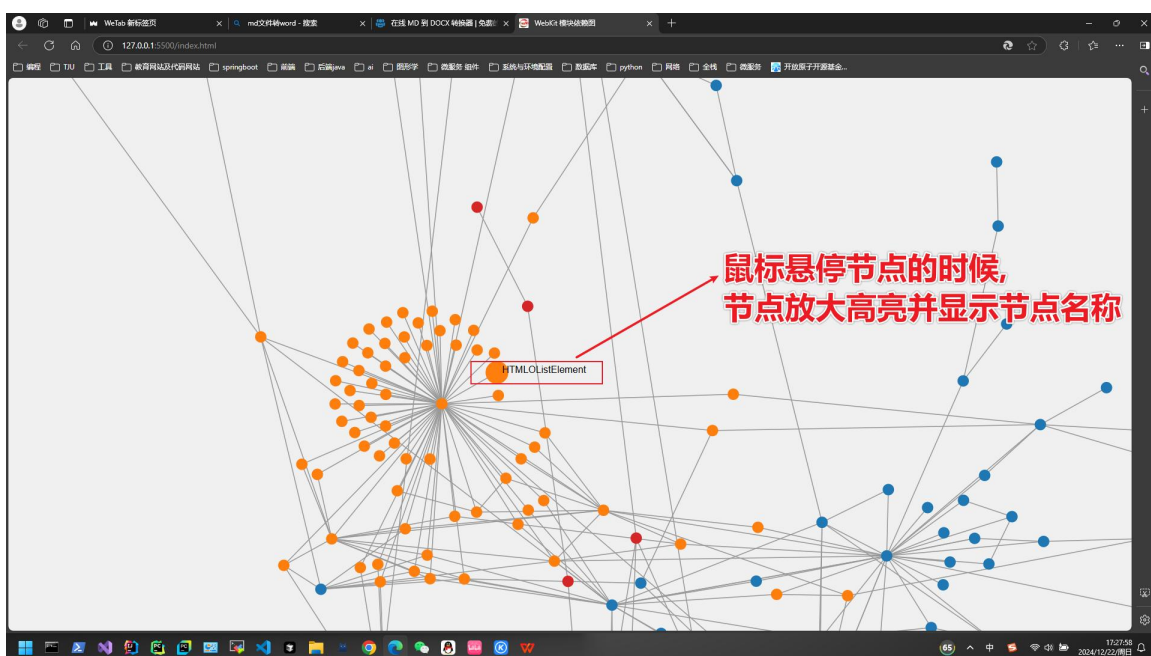 WeTab 新标签页
md文件转word - 搜索
在线 MD 到 DOCX 转换器 | 免费
WebKit 模块依赖图
127.0.0.1:5500/index.html
编程
TJU
工具
教育网站及代码网站
springboot
前端
后端java
ai
图形学
微服务 组件
系统与环境配置
数据库
python
网络
全栈
微服务
开放原子开源基金...
鼠标悬停节点的时候,
节点放大高亮并显示节点名称
HTMLOListElement
65
中
17:27:58
2024/12/22/周日